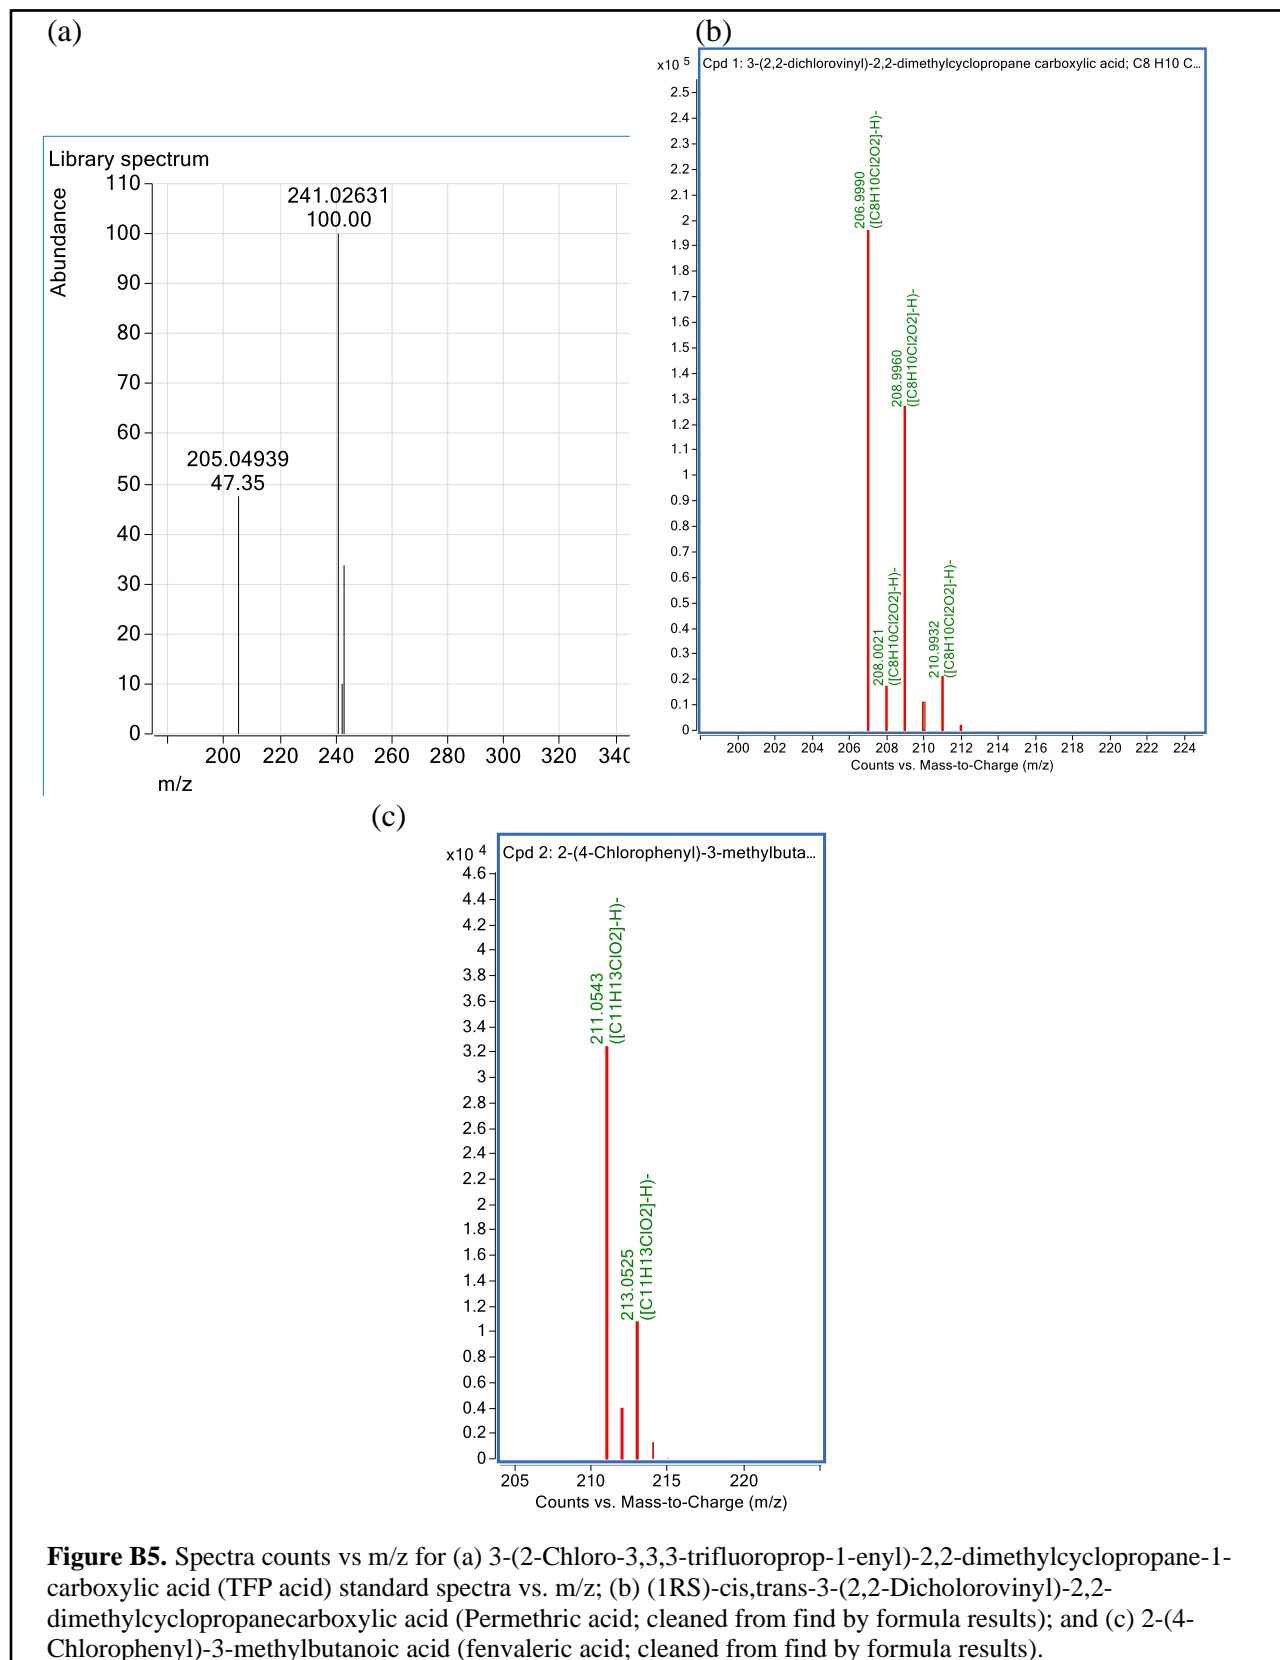 (a)
Library spectrum
Abundance
110
100
90
80
70
60
50
40
30
20
10
0
241.02631
100.00
205.04939
47.35
200 220 240 260 280 300 320 340
m/z
(b)
x10 5
Cpd 1: 3-(2,2-dichlorovinyl)-2,2-dimethylcyclopropane carboxylic acid; C8 H10 C...
2.5
2.4
2.3
2.2
2.1
2
1.9
1.8
1.7
1.6
1.5
1.4
1.3
1.2
1.1
1
0.9
0.8
0.7
0.6
0.5
0.4
0.3
0.2
0.1
0
206.9990
([C8H10Cl2O2]-H)-
208.0021
([C8H10Cl2O2]-H)-
208.9960
([C8H10Cl2O2]-H)-
210.9932
([C8H10Cl2O2]-H)-
200 202 204 206 208 210 212 214 216 218 220 222 224
Counts vs. Mass-to-Charge (m/z)
(c)
x10 4
Cpd 2: 2-(4-Chlorophenyl)-3-methylbuta...
4.6
4.4
4.2
4
3.8
3.6
3.4
3.2
3
2.8
2.6
2.4
2.2
2
1.8
1.6
1.4
1.2
1
0.8
0.6
0.4
0.2
0
211.0543
([C11H13ClO2]-H)-
213.0525
([C11H13ClO2]-H)-
205 210 215 220
Counts vs. Mass-to-Charge (m/z)
Figure B5. Spectra counts vs m/z for (a) 3-(2-Chloro-3,3,3-trifluoroprop-1-enyl)-2,2-dimethylcyclopropane-1-
carboxylic acid (TFP acid) standard spectra vs. m/z; (b) (1RS)-cis,trans-3-(2,2-Dicholorovinyl)-2,2-
dimethylcyclopropanecarboxylic acid (Permethric acid; cleaned from find by formula results); and (c) 2-(4-
Chlorophenyl)-3-methylbutanoic acid (fenvaleric acid; cleaned from find by formula results).